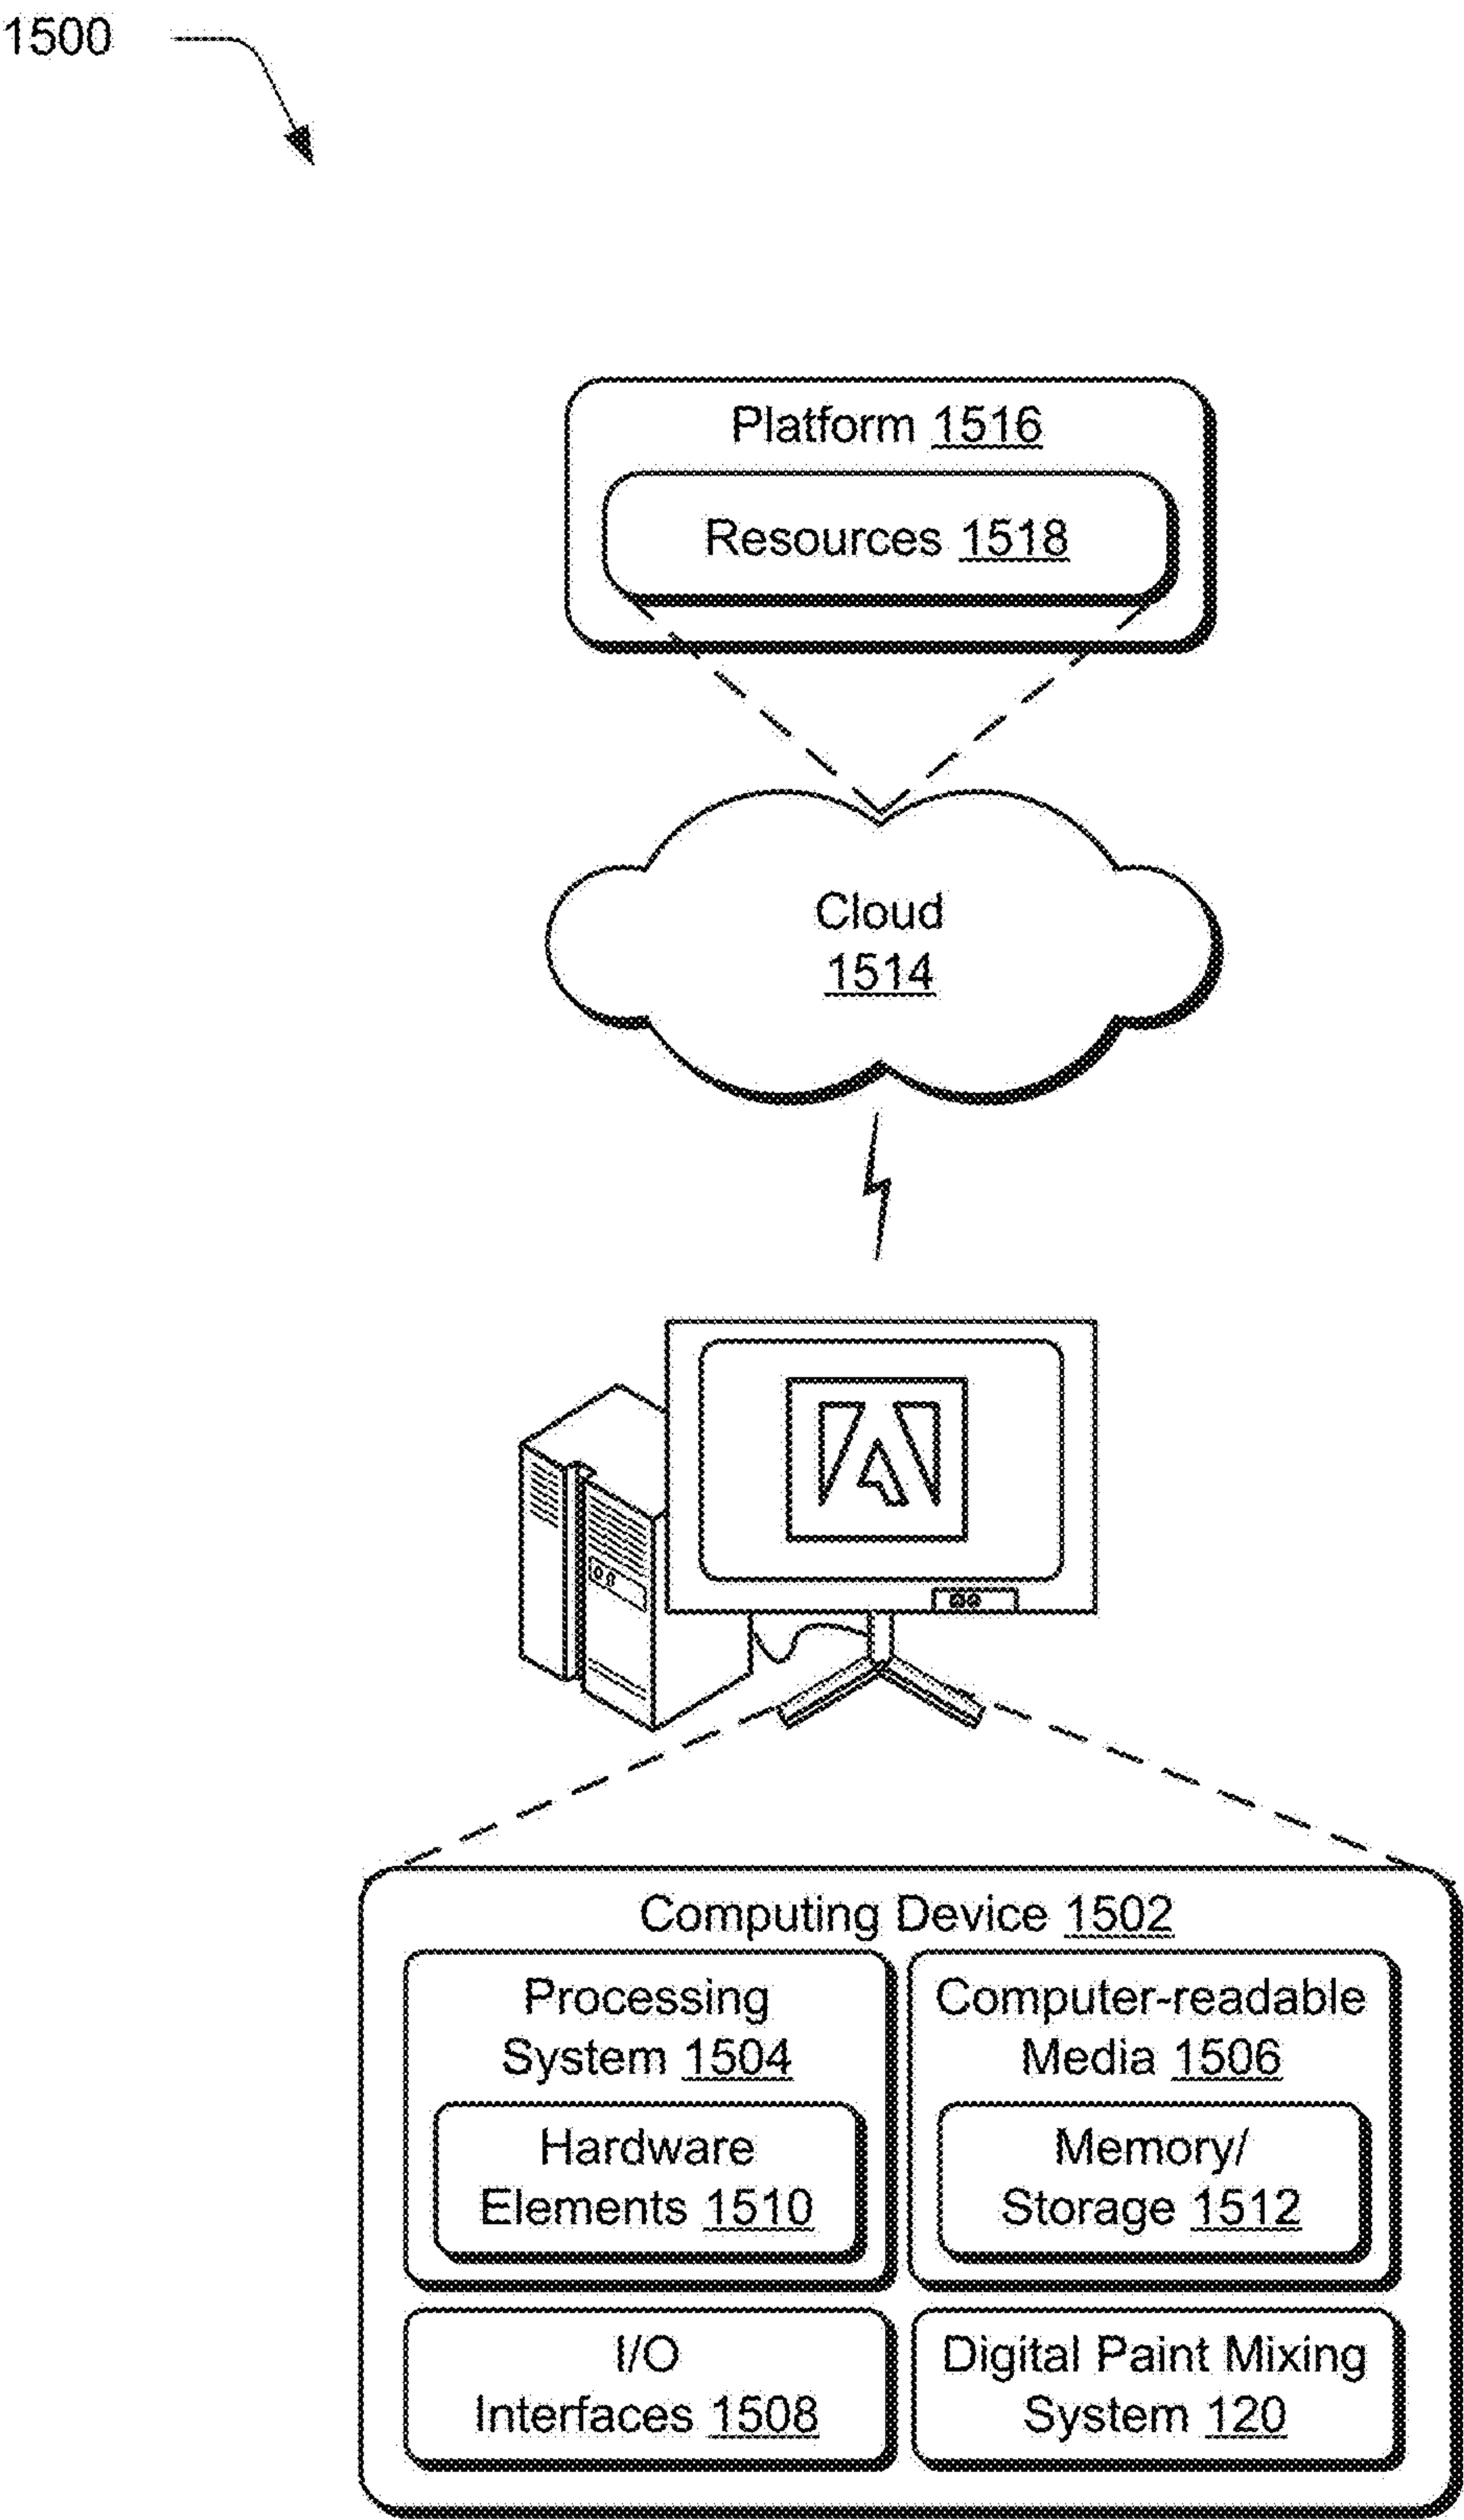 1500
Platform 1516
Resources 1518
Cloud
1514
Computing Device 1502
Processing
System 1504
Hardware
Elements 1510
Computer-readable
Media 1506
Memory/
Storage 1512
I/O
Interfaces 1508
Digital Paint Mixing
System 120